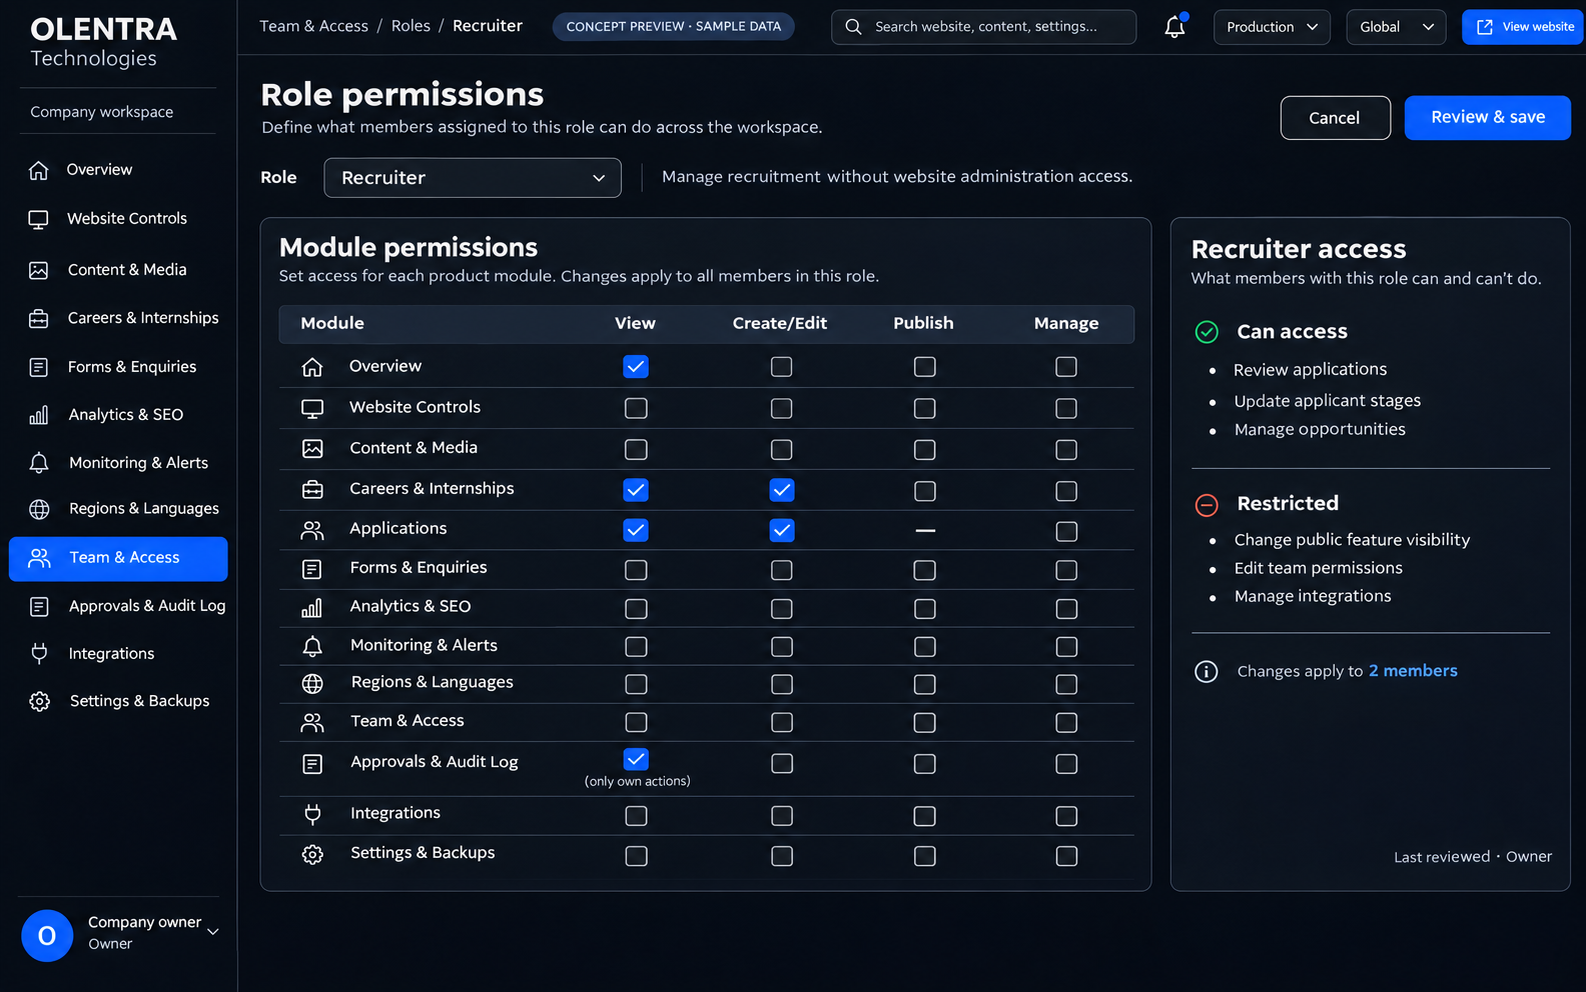 OLENTRA
Technologies
Company workspace
Overview
Website Controls
Content & Media
Careers & Internships
Forms & Enquiries
Analytics & SEO
Monitoring & Alerts
Regions & Languages
Team & Access
Approvals & Audit Log
Integrations
Settings & Backups
O
Company owner
Owner
Team & Access / Roles / Recruiter
CONCEPT PREVIEW · SAMPLE DATA
Search website, content, settings...
Production
Global
View website
Role permissions
Define what members assigned to this role can do across the workspace.
Cancel
Review & save
Role
Recruiter
Manage recruitment without website administration access.
Module permissions
Set access for each product module. Changes apply to all members in this role.
Module View Create/Edit Publish Manage
Overview
Website Controls
Content & Media
Careers & Internships
Applications
Forms & Enquiries
Analytics & SEO
Monitoring & Alerts
Regions & Languages
Team & Access
Approvals & Audit Log
(only own actions)
Integrations
Settings & Backups
Recruiter access
What members with this role can and can't do.
Can access
• Review applications
• Update applicant stages
• Manage opportunities
Restricted
• Change public feature visibility
• Edit team permissions
• Manage integrations
Changes apply to 2 members
Last reviewed · Owner